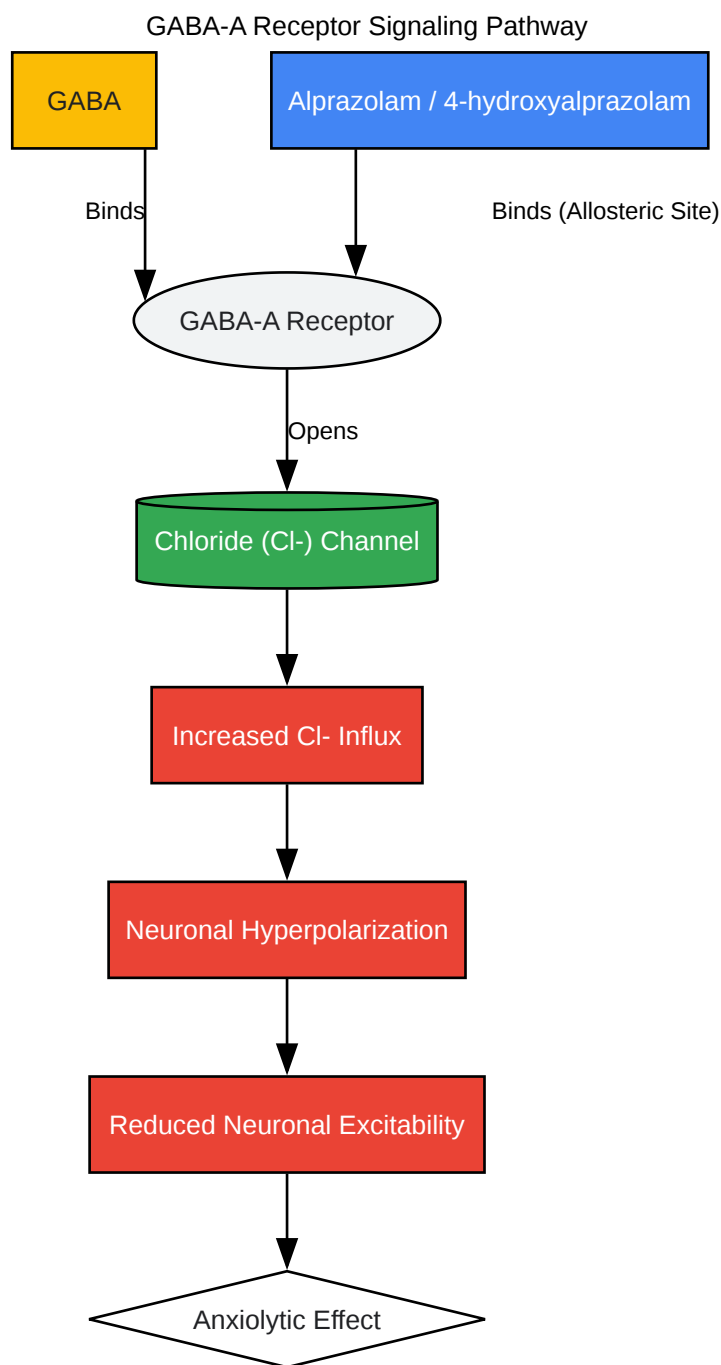 GABA-A Receptor Signaling Pathway
GABA
Alprazolam / 4-hydroxyalprazolam
Binds
Binds (Allosteric Site)
GABA-A Receptor
Opens
Chloride (Cl-) Channel
Increased Cl- Influx
Neuronal Hyperpolarization
Reduced Neuronal Excitability
Anxiolytic Effect